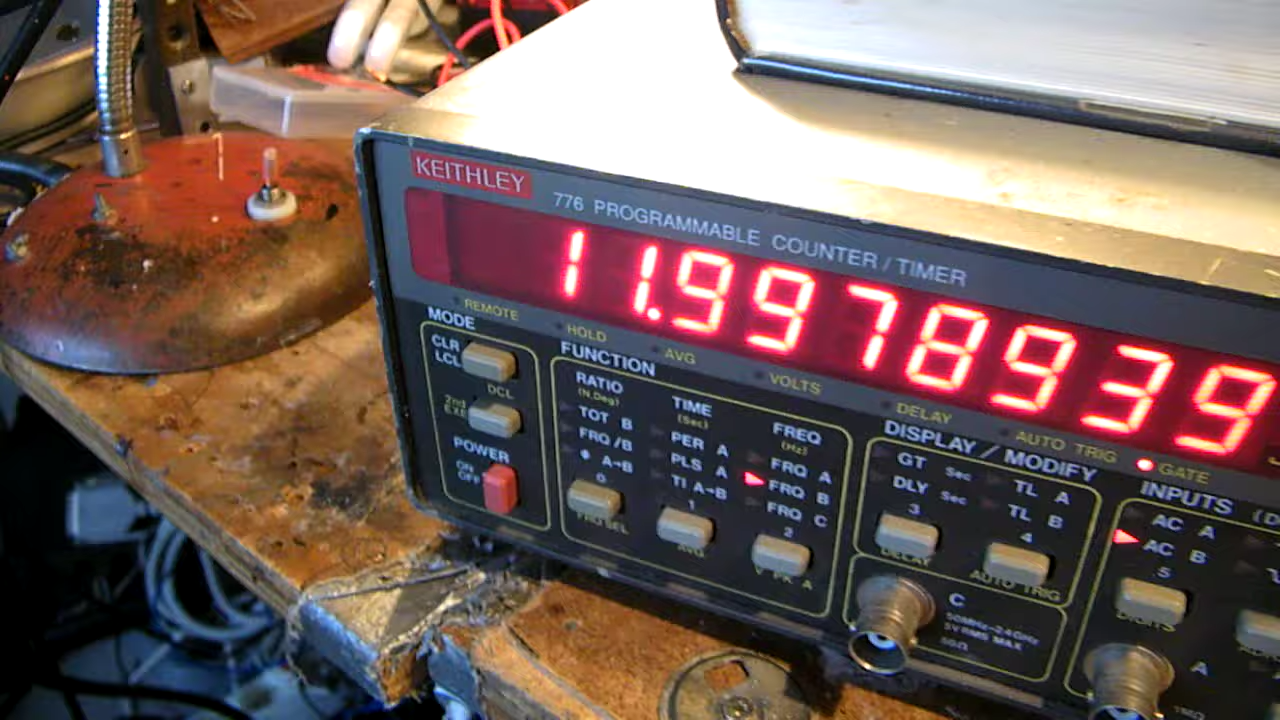 KEITHLEY
776 PROGRAMMABLE COUNTER/TIMER
11.9978939
REMOTE
HOLD
AVG
VOLTS
DELAY
AUTO TRIG
GATE
MODE
CLR
LCL
DCL
2nd
EXE
POWER
ON
OFF
FUNCTION
RATIO
(N,Deg)
TOT B
FRQ/B
Φ A→B
0
FRQ SEL
TIME
(Sec)
PER A
PLS A
TI A→B
1
AVG
FREQ
(Hz)
FRQ A
FRQ B
FRQ C
2
V PK A
DISPLAY / MODIFY
GT Sec
DLY Sec
3
DELAY
TL A
TL B
4
AUTO TRIG
C
50MHz-2.4GHz
5V RMS MAX
50Ω
INPUTS
AC A
AC B
5
DIGITS
A